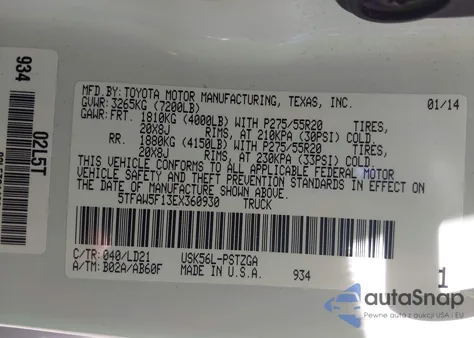 MFD.BY: TOYOTA MOTOR MANUFACTURING, TEXAS, INC. 01/14
GVWR: 3265KG (7200LB)
GAWR:FRT. 1810KG (4000LB) WITH P275/55R20 TIRES,
20X8J RIMS, AT 210KPA (30PSI) COLD
RR. 1880KG (4150LB) WITH P275/55R20 TIRES,
20X8J RIMS, AT 230KPA (33PSI) COLD
THIS VEHICLE CONFORMS TO ALL APPLICABLE FEDERAL MOTOR
VEHICLE SAFETY AND THEFT PREVENTION STANDARDS IN EFFECT ON
THE DATE OF MANUFACTURE SHOWN ABOVE.
5TFAW5F13EX360930 TRUCK
C/TR: 040/LD21 USK56L-PSTZGA
A/TM: B02A/AB60F MADE IN U.S.A. 934
934
02L5T
1
autoSnap
Pewne auta z USA i EU